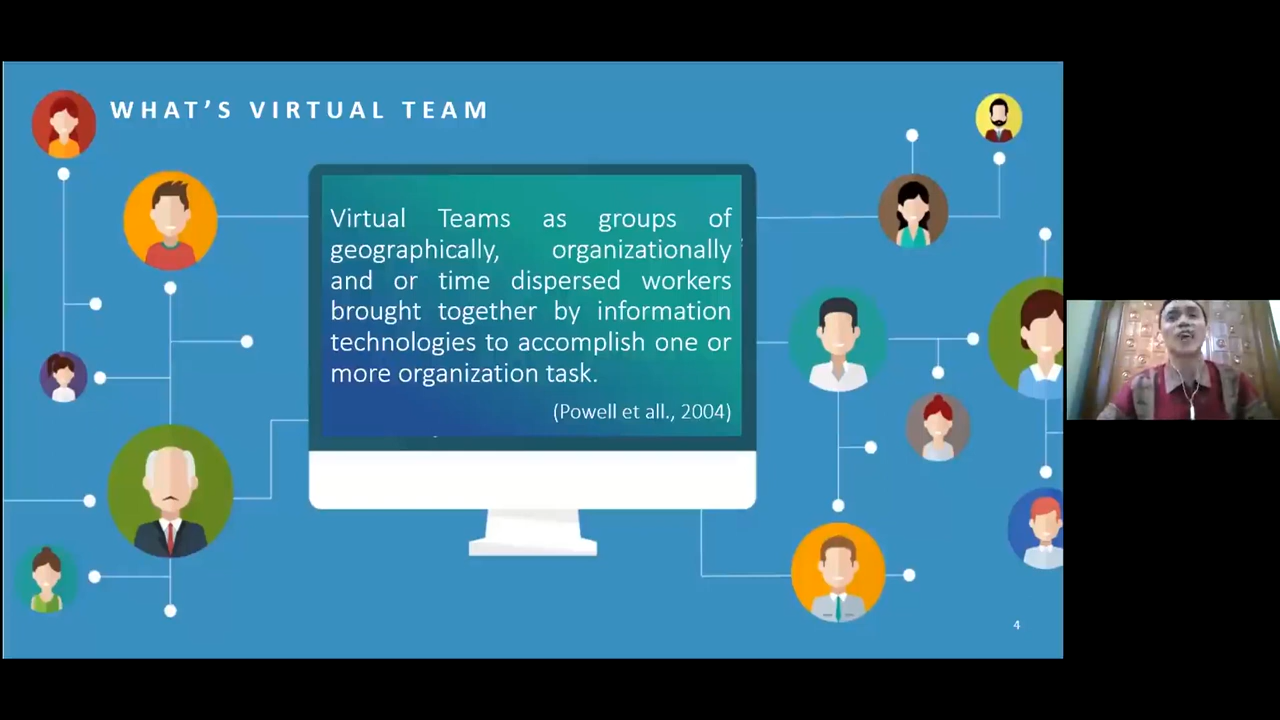 WHAT'S VIRTUAL TEAM
Virtual Teams as groups of
geographically, organizationally
and or time dispersed workers
brought together by information
technologies to accomplish one or
more organization task.
(Powell et all., 2004)
4